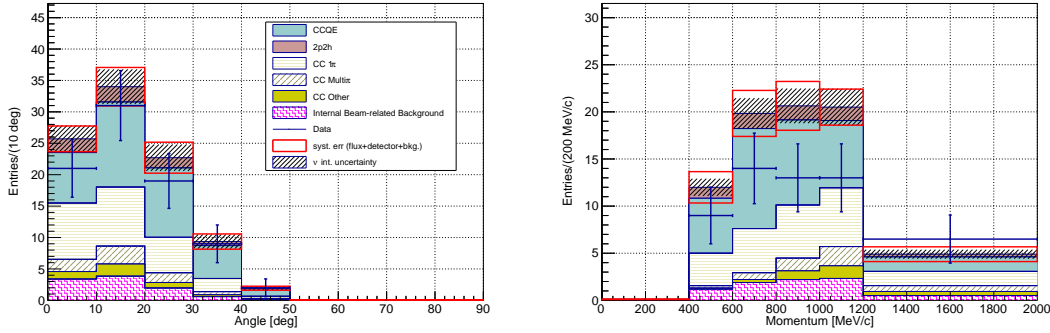 Entries/(10 deg)
45
40
35
30
25
20
15
10
5
0
0 10 20 30 40 50 60 70 80 90
Angle [deg]
CCQE
2p2h
CC 1π
CC Multiπ
CC Other
Internal Beam-related Background
Data
syst. err (flux+detector+bkg.)
ν int. uncertainty
Entries/(200 MeV/c)
30
25
20
15
10
5
0
0 200 400 600 800 1000 1200 1400 1600 1800 2000
Momentum [MeV/c]